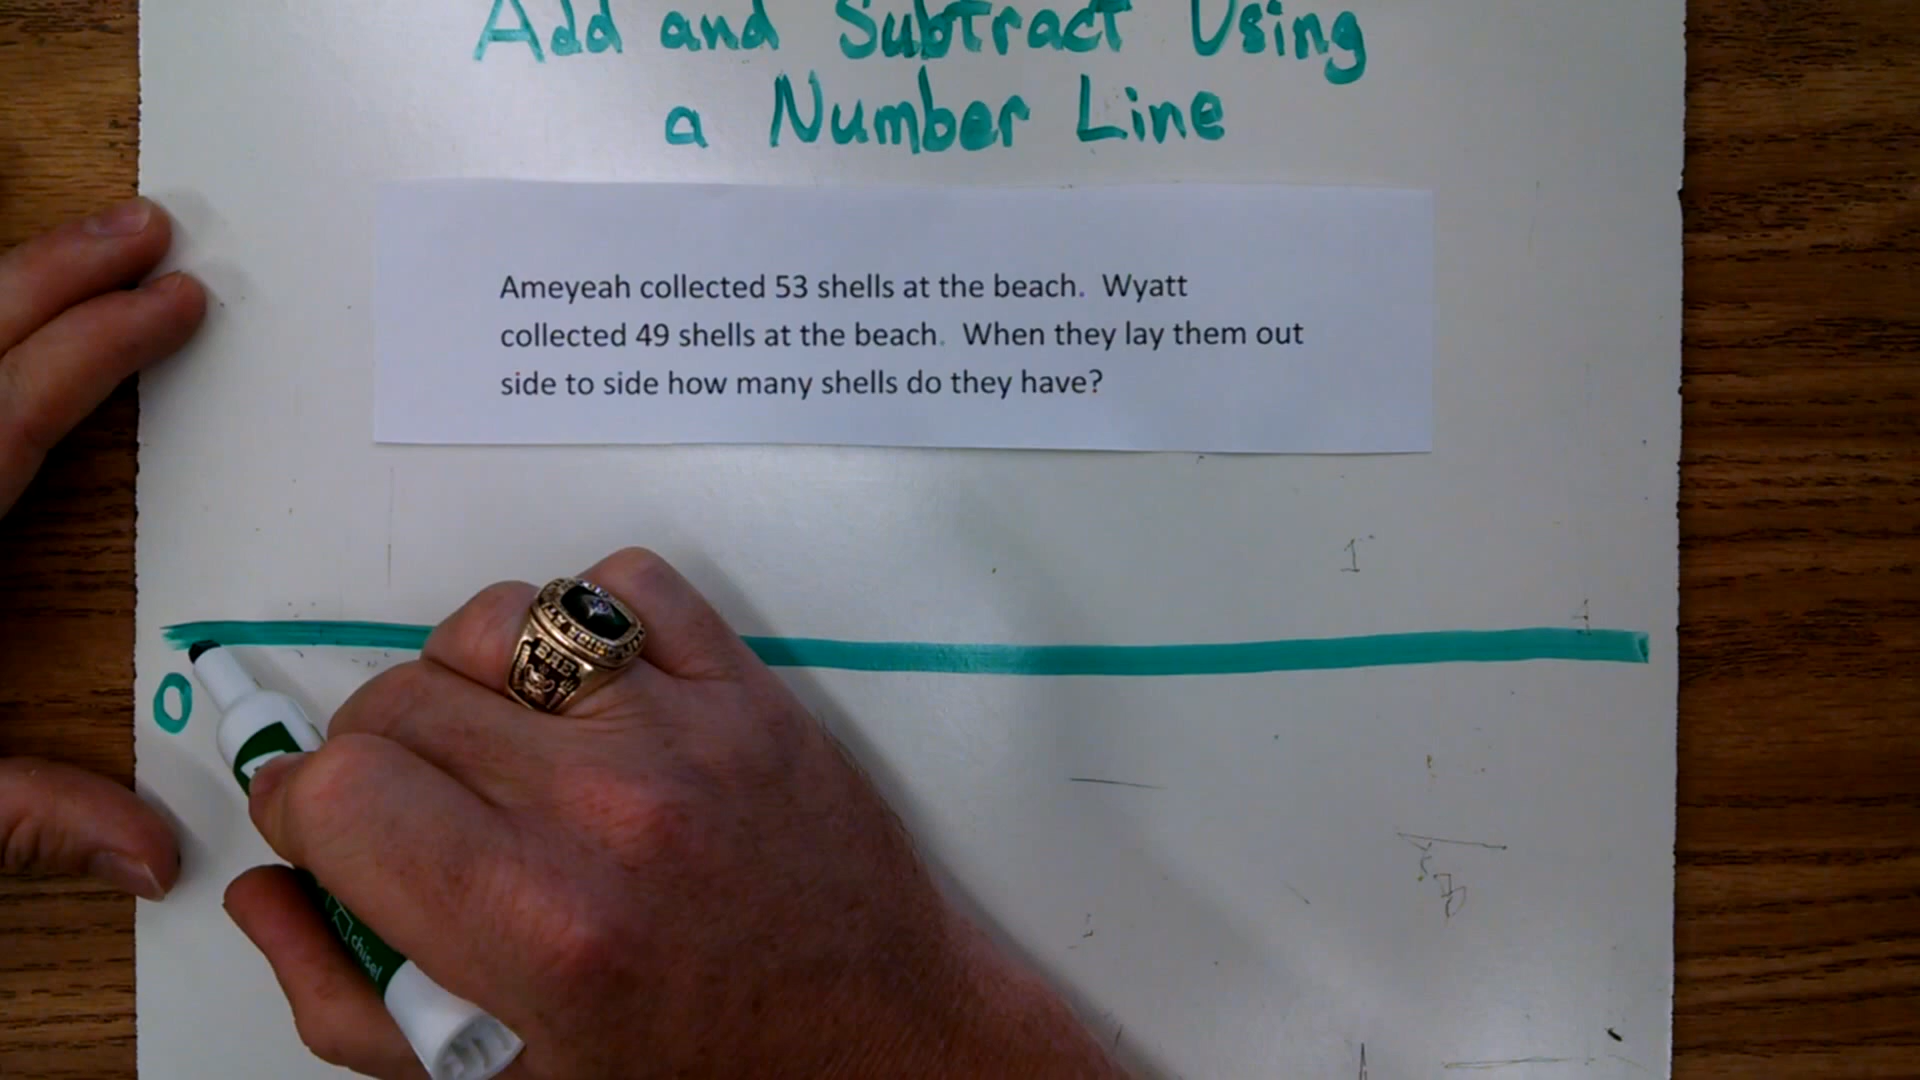 Add and Subtract Using
a Number Line
Ameyeah collected 53 shells at the beach. Wyatt
collected 49 shells at the beach. When they lay them out
side to side how many shells do they have?
0
chisel